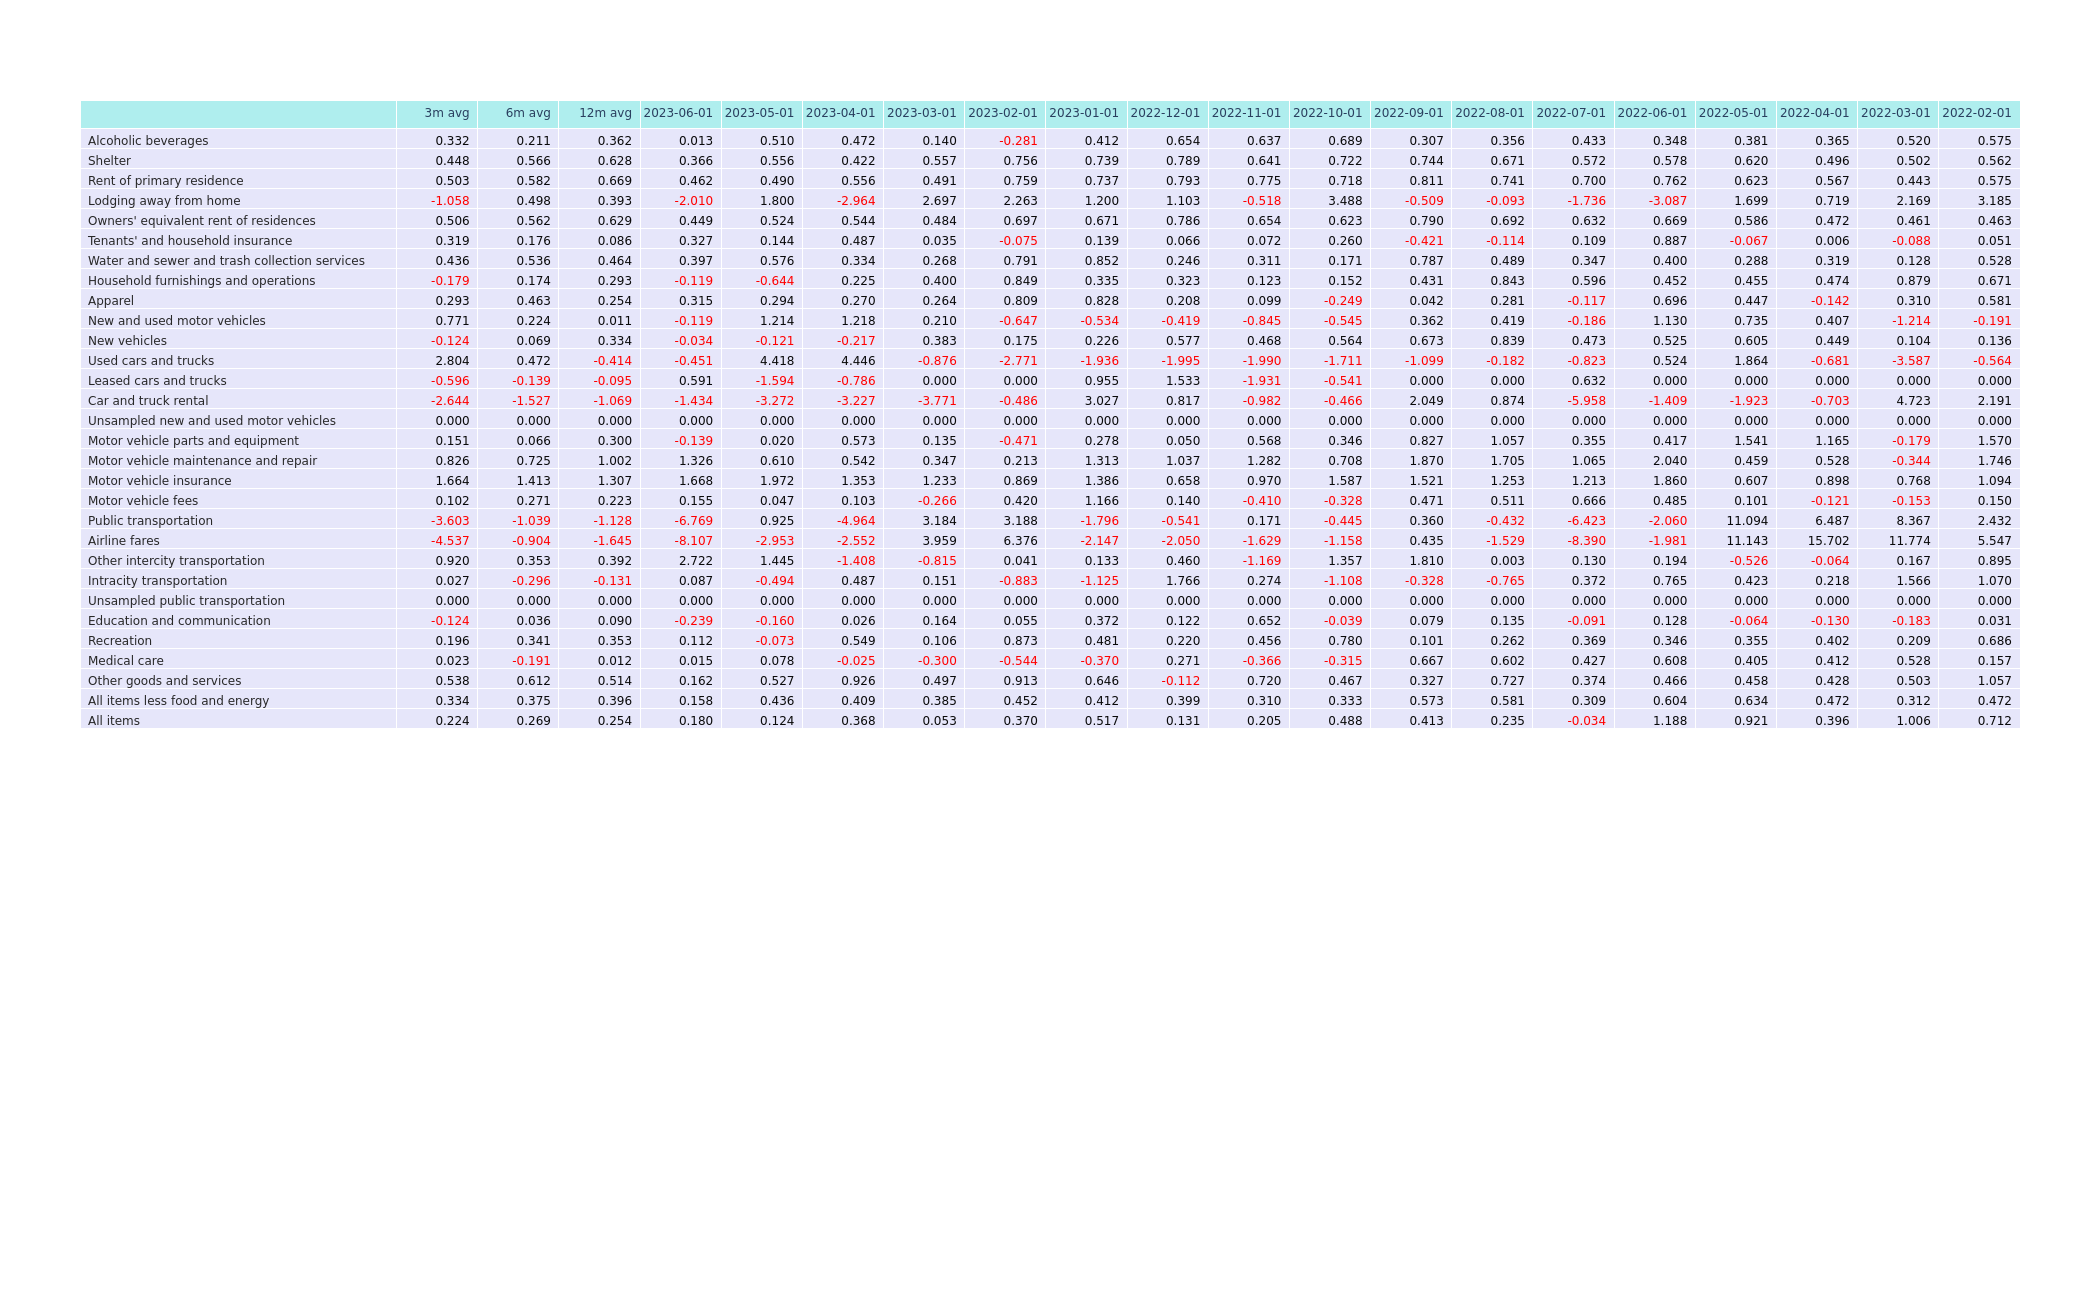 3m avg 6m avg 12m avg 2023-06-01 2023-05-01 2023-04-01 2023-03-01 2023-02-01 2023-01-01 2022-12-01 2022-11-01 2022-10-01 2022-09-01 2022-08-01 2022-07-01 2022-06-01 2022-05-01 2022-04-01 2022-03-01 2022-02-01
Alcoholic beverages 0.332 0.211 0.362 0.013 0.510 0.472 0.140 -0.281 0.412 0.654 0.637 0.689 0.307 0.356 0.433 0.348 0.381 0.365 0.520 0.575
Shelter 0.448 0.566 0.628 0.366 0.556 0.422 0.557 0.756 0.739 0.789 0.641 0.722 0.744 0.671 0.572 0.578 0.620 0.496 0.502 0.562
Rent of primary residence 0.503 0.582 0.669 0.462 0.490 0.556 0.491 0.759 0.737 0.793 0.775 0.718 0.811 0.741 0.700 0.762 0.623 0.567 0.443 0.575
Lodging away from home -1.058 0.498 0.393 -2.010 1.800 -2.964 2.697 2.263 1.200 1.103 -0.518 3.488 -0.509 -0.093 -1.736 -3.087 1.699 0.719 2.169 3.185
Owners' equivalent rent of residences 0.506 0.562 0.629 0.449 0.524 0.544 0.484 0.697 0.671 0.786 0.654 0.623 0.790 0.692 0.632 0.669 0.586 0.472 0.461 0.463
Tenants' and household insurance 0.319 0.176 0.086 0.327 0.144 0.487 0.035 -0.075 0.139 0.066 0.072 0.260 -0.421 -0.114 0.109 0.887 -0.067 0.006 -0.088 0.051
Water and sewer and trash collection services 0.436 0.536 0.464 0.397 0.576 0.334 0.268 0.791 0.852 0.246 0.311 0.171 0.787 0.489 0.347 0.400 0.288 0.319 0.128 0.528
Household furnishings and operations -0.179 0.174 0.293 -0.119 -0.644 0.225 0.400 0.849 0.335 0.323 0.123 0.152 0.431 0.843 0.596 0.452 0.455 0.474 0.879 0.671
Apparel 0.293 0.463 0.254 0.315 0.294 0.270 0.264 0.809 0.828 0.208 0.099 -0.249 0.042 0.281 -0.117 0.696 0.447 -0.142 0.310 0.581
New and used motor vehicles 0.771 0.224 0.011 -0.119 1.214 1.218 0.210 -0.647 -0.534 -0.419 -0.845 -0.545 0.362 0.419 -0.186 1.130 0.735 0.407 -1.214 -0.191
New vehicles -0.124 0.069 0.334 -0.034 -0.121 -0.217 0.383 0.175 0.226 0.577 0.468 0.564 0.673 0.839 0.473 0.525 0.605 0.449 0.104 0.136
Used cars and trucks 2.804 0.472 -0.414 -0.451 4.418 4.446 -0.876 -2.771 -1.936 -1.995 -1.990 -1.711 -1.099 -0.182 -0.823 0.524 1.864 -0.681 -3.587 -0.564
Leased cars and trucks -0.596 -0.139 -0.095 0.591 -1.594 -0.786 0.000 0.000 0.955 1.533 -1.931 -0.541 0.000 0.000 0.632 0.000 0.000 0.000 0.000 0.000
Car and truck rental -2.644 -1.527 -1.069 -1.434 -3.272 -3.227 -3.771 -0.486 3.027 0.817 -0.982 -0.466 2.049 0.874 -5.958 -1.409 -1.923 -0.703 4.723 2.191
Unsampled new and used motor vehicles 0.000 0.000 0.000 0.000 0.000 0.000 0.000 0.000 0.000 0.000 0.000 0.000 0.000 0.000 0.000 0.000 0.000 0.000 0.000 0.000
Motor vehicle parts and equipment 0.151 0.066 0.300 -0.139 0.020 0.573 0.135 -0.471 0.278 0.050 0.568 0.346 0.827 1.057 0.355 0.417 1.541 1.165 -0.179 1.570
Motor vehicle maintenance and repair 0.826 0.725 1.002 1.326 0.610 0.542 0.347 0.213 1.313 1.037 1.282 0.708 1.870 1.705 1.065 2.040 0.459 0.528 -0.344 1.746
Motor vehicle insurance 1.664 1.413 1.307 1.668 1.972 1.353 1.233 0.869 1.386 0.658 0.970 1.587 1.521 1.253 1.213 1.860 0.607 0.898 0.768 1.094
Motor vehicle fees 0.102 0.271 0.223 0.155 0.047 0.103 -0.266 0.420 1.166 0.140 -0.410 -0.328 0.471 0.511 0.666 0.485 0.101 -0.121 -0.153 0.150
Public transportation -3.603 -1.039 -1.128 -6.769 0.925 -4.964 3.184 3.188 -1.796 -0.541 0.171 -0.445 0.360 -0.432 -6.423 -2.060 11.094 6.487 8.367 2.432
Airline fares -4.537 -0.904 -1.645 -8.107 -2.953 -2.552 3.959 6.376 -2.147 -2.050 -1.629 -1.158 0.435 -1.529 -8.390 -1.981 11.143 15.702 11.774 5.547
Other intercity transportation 0.920 0.353 0.392 2.722 1.445 -1.408 -0.815 0.041 0.133 0.460 -1.169 1.357 1.810 0.003 0.130 0.194 -0.526 -0.064 0.167 0.895
Intracity transportation 0.027 -0.296 -0.131 0.087 -0.494 0.487 0.151 -0.883 -1.125 1.766 0.274 -1.108 -0.328 -0.765 0.372 0.765 0.423 0.218 1.566 1.070
Unsampled public transportation 0.000 0.000 0.000 0.000 0.000 0.000 0.000 0.000 0.000 0.000 0.000 0.000 0.000 0.000 0.000 0.000 0.000 0.000 0.000 0.000
Education and communication -0.124 0.036 0.090 -0.239 -0.160 0.026 0.164 0.055 0.372 0.122 0.652 -0.039 0.079 0.135 -0.091 0.128 -0.064 -0.130 -0.183 0.031
Recreation 0.196 0.341 0.353 0.112 -0.073 0.549 0.106 0.873 0.481 0.220 0.456 0.780 0.101 0.262 0.369 0.346 0.355 0.402 0.209 0.686
Medical care 0.023 -0.191 0.012 0.015 0.078 -0.025 -0.300 -0.544 -0.370 0.271 -0.366 -0.315 0.667 0.602 0.427 0.608 0.405 0.412 0.528 0.157
Other goods and services 0.538 0.612 0.514 0.162 0.527 0.926 0.497 0.913 0.646 -0.112 0.720 0.467 0.327 0.727 0.374 0.466 0.458 0.428 0.503 1.057
All items less food and energy 0.334 0.375 0.396 0.158 0.436 0.409 0.385 0.452 0.412 0.399 0.310 0.333 0.573 0.581 0.309 0.604 0.634 0.472 0.312 0.472
All items 0.224 0.269 0.254 0.180 0.124 0.368 0.053 0.370 0.517 0.131 0.205 0.488 0.413 0.235 -0.034 1.188 0.921 0.396 1.006 0.712